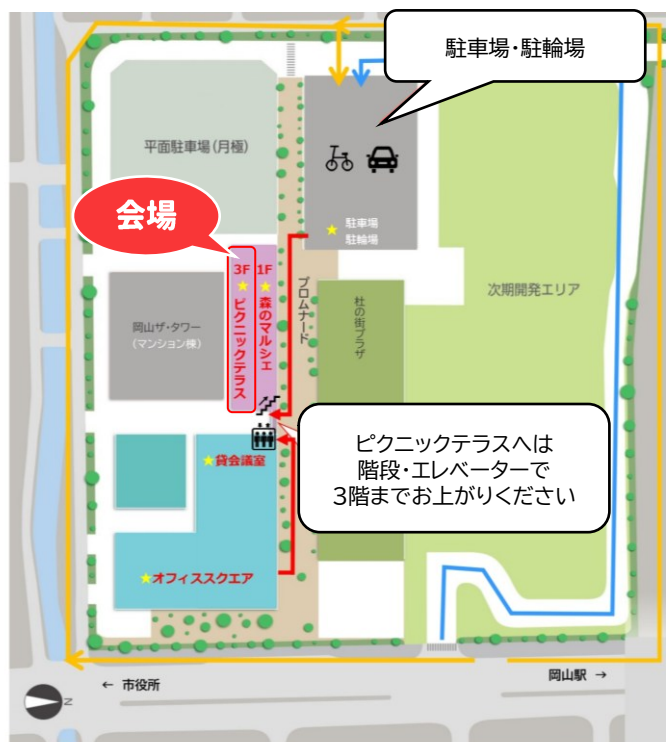 駐車場・駐輪場
平面駐車場(月極)
会場
★ 駐車場
駐輪場
3F ★ ピクニックテラス
1F ★ 森のマルシェ
プロムナード
杜の街プラザ
次期開発エリア
岡山ザ・タワー
(マンション棟)
ピクニックテラスへは
階段・エレベーターで
3階までお上がりください
★貸会議室
★オフィススクエア
← 市役所
岡山駅 →
N